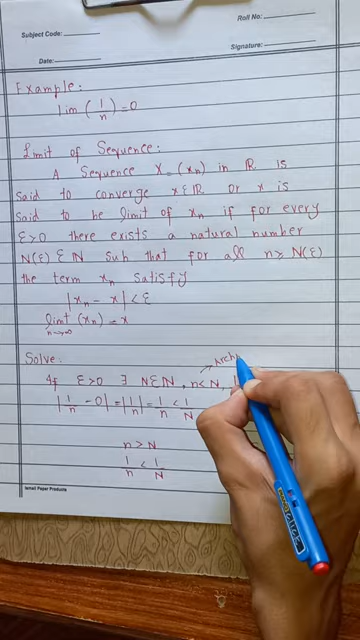 Subject Code:
Roll No.:
Date:
Signature:
Example:
lim (1/n) = 0
Limit of Sequence:
A Sequence X = (xn) in ℝ is
said to converge x ∈ ℝ or x is
said to be limit of xn if for every
ε > 0 there exists a natural number
N(ε) ∈ ℕ suh that for all n ≥ N(ε)
the term xn satisfy
|xn - x| < ε
limit n→∞ (xn) = x
Solve:
→ Archi
If ε > 0 ∃ N ∈ ℕ, n < N,
|1/n - 0| = |1/n| = 1/n < 1/N
n > N
1/n < 1/N
Ismail Paper Products